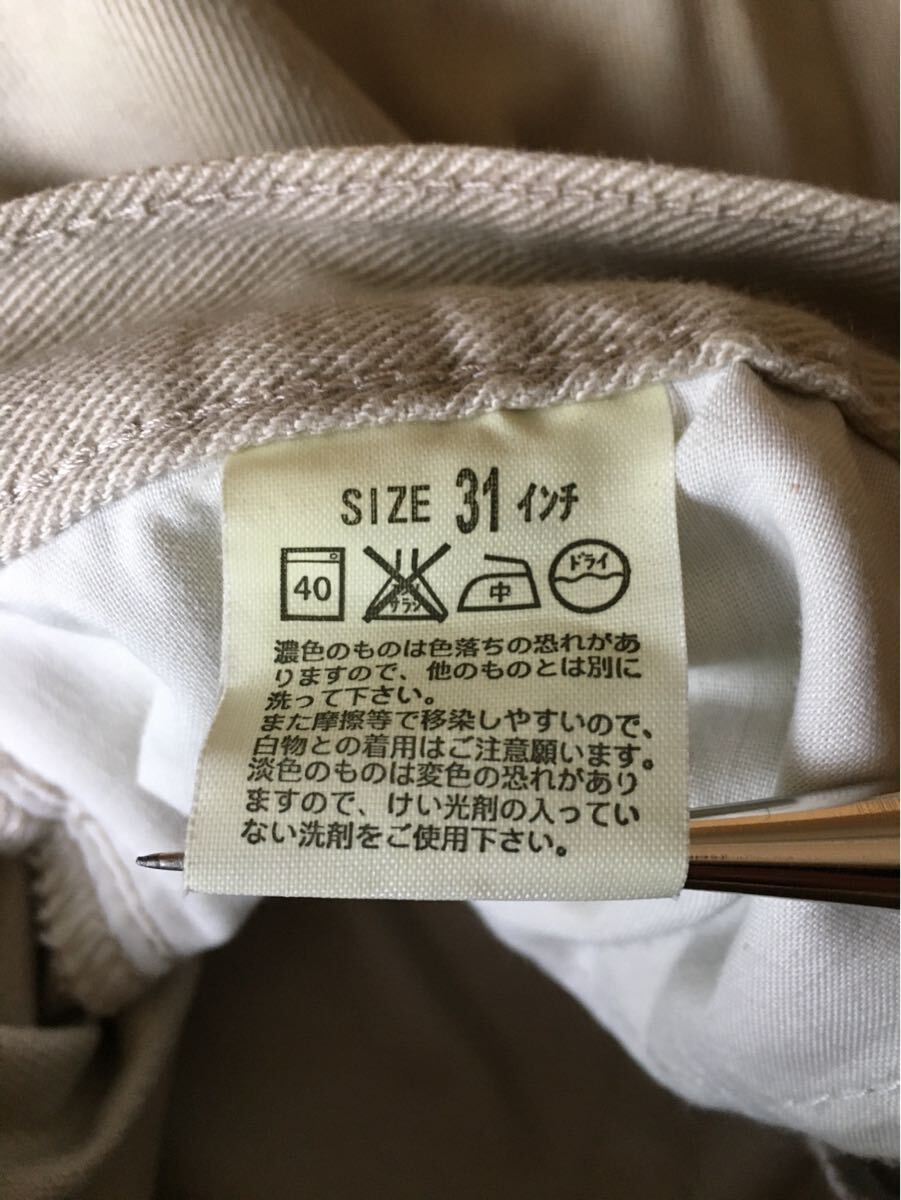 SIZE 31 インチ
40 エンソ サラシ 中 ドライ
濃色のものは色落ちの恐れがあ
りますので、他のものとは別に
洗って下さい。
また摩擦等で移染しやすいので、
白物との着用はご注意願います。
淡色のものは変色の恐れがあり
ますので、けい光剤の入ってい
ない洗剤をご使用下さい。